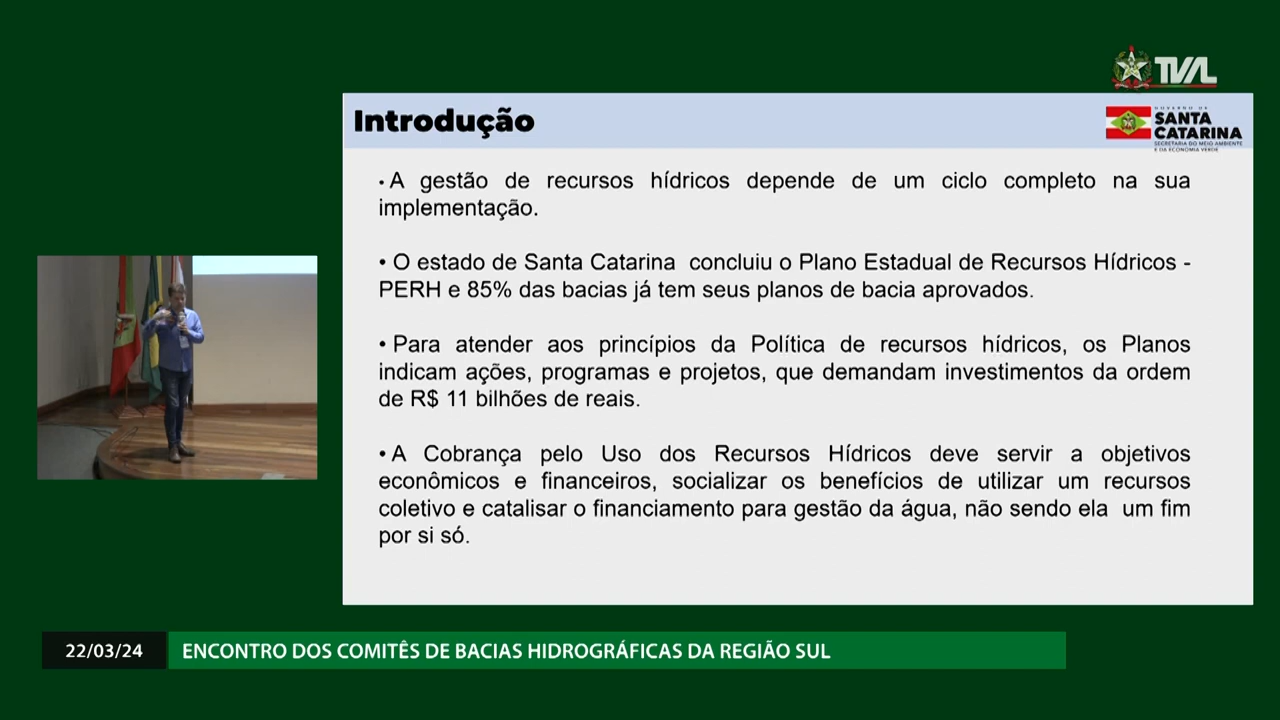 TVAL
Introdução
GOVERNO DE
SANTA
CATARINA
SECRETARIA DO MEIO AMBIENTE
E DA ECONOMIA VERDE
• A gestão de recursos hídricos depende de um ciclo completo na sua
implementação.
• O estado de Santa Catarina  concluiu o Plano Estadual de Recursos Hídricos -
PERH e 85% das bacias já tem seus planos de bacia aprovados.
• Para atender aos princípios da Política de recursos hídricos, os Planos
indicam ações, programas e projetos, que demandam investimentos da ordem
de R$ 11 bilhões de reais.
• A Cobrança pelo Uso dos Recursos Hídricos deve servir a objetivos
econômicos e financeiros, socializar os benefícios de utilizar um recursos
coletivo e catalisar o financiamento para gestão da água, não sendo ela  um fim
por si só.
22/03/24
ENCONTRO DOS COMITÊS DE BACIAS HIDROGRÁFICAS DA REGIÃO SUL